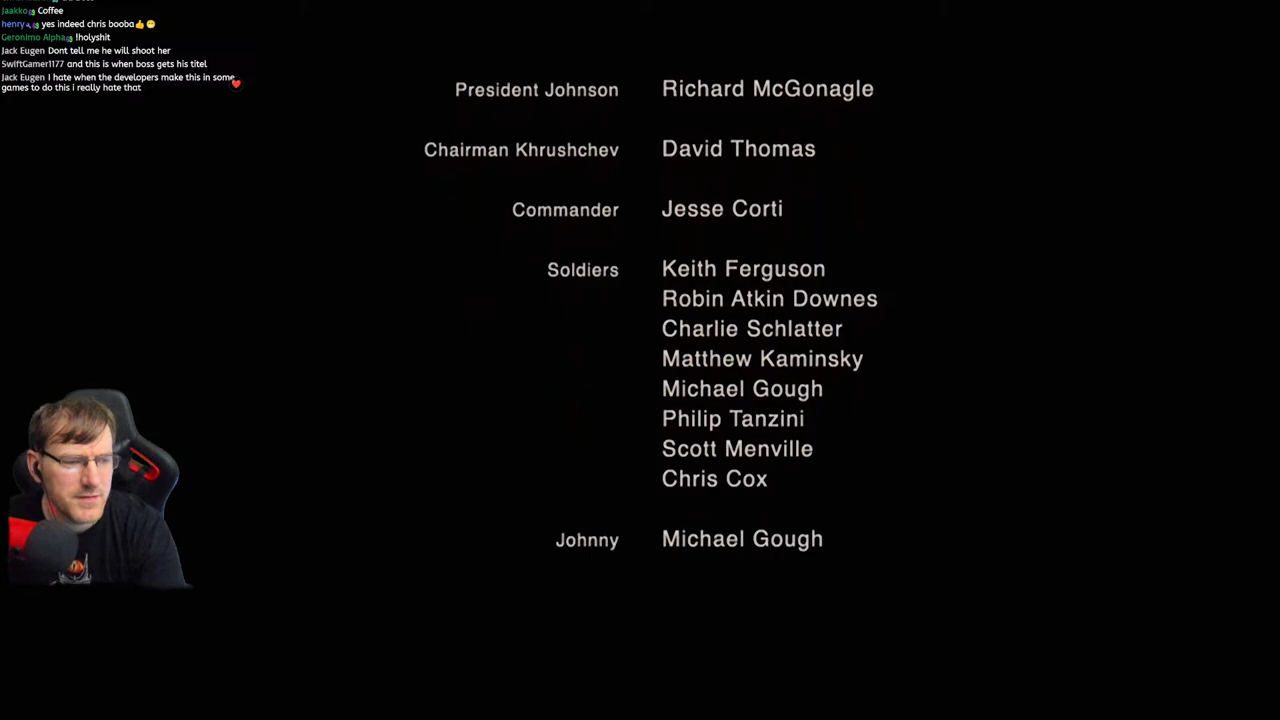 Jaakko Coffee
henry yes indeed chris booba👍😁
Geronimo Alpha !holyshit
Jack Eugen Dont tell me he will shoot her
SwiftGamer1177 and this is when boss gets his titel
Jack Eugen I hate when the developers make this in some
games to do this i really hate that
President Johnson Richard McGonagle
Chairman Khrushchev David Thomas
Commander Jesse Corti
Soldiers Keith Ferguson
Robin Atkin Downes
Charlie Schlatter
Matthew Kaminsky
Michael Gough
Philip Tanzini
Scott Menville
Chris Cox
Johnny Michael Gough